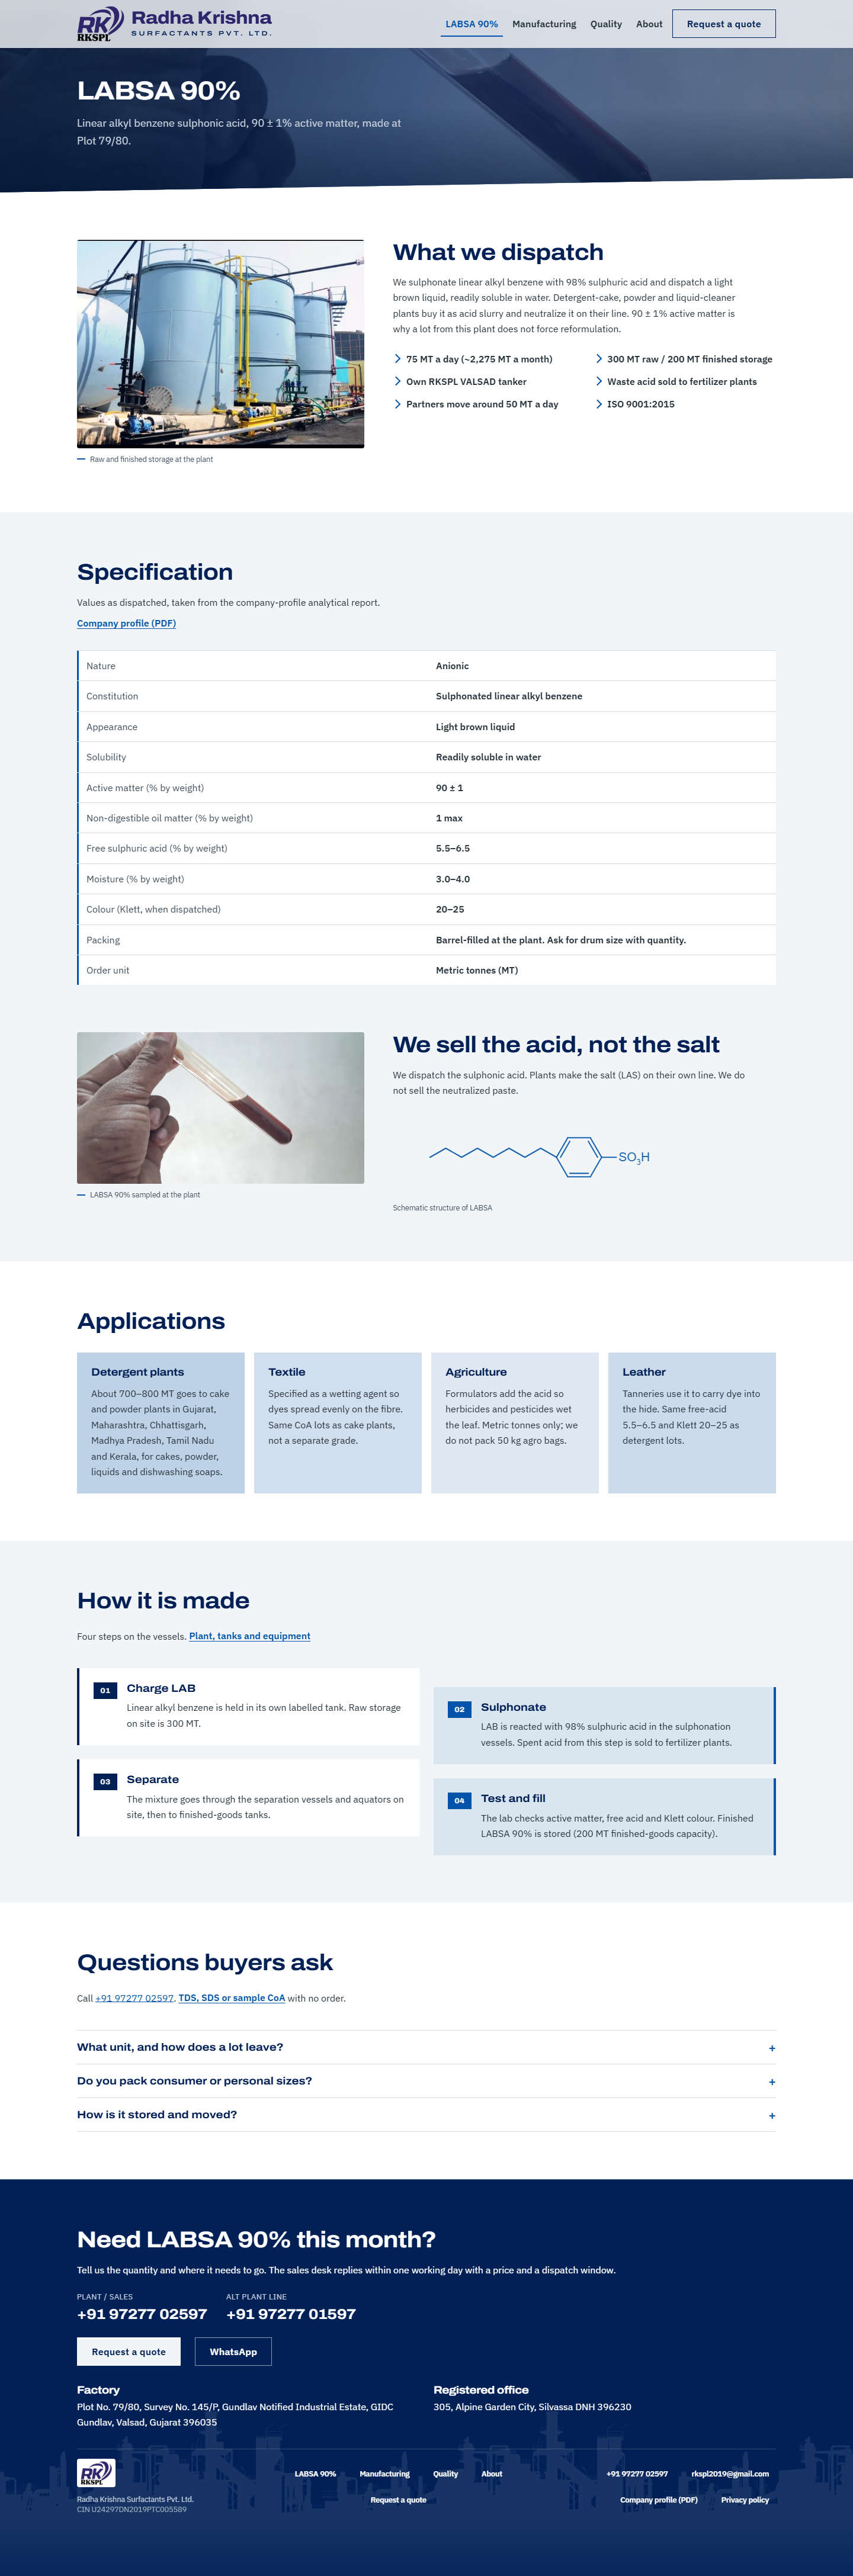 RK
RKSPL
Radha Krishna
SURFACTANTS PVT. LTD.
LABSA 90%
Manufacturing
Quality
About
Request a quote
LABSA 90%
Linear alkyl benzene sulphonic acid, 90 ± 1% active matter, made at
Plot 79/80.
What we dispatch
We sulphonate linear alkyl benzene with 98% sulphuric acid and dispatch a light
brown liquid, readily soluble in water. Detergent-cake, powder and liquid-cleaner
plants buy it as acid slurry and neutralize it on their line. 90 ± 1% active matter is
why a lot from this plant does not force reformulation.
75 MT a day (~2,275 MT a month)
300 MT raw / 200 MT finished storage
Own RKSPL VALSAD tanker
Waste acid sold to fertilizer plants
Partners move around 50 MT a day
ISO 9001:2015
Raw and finished storage at the plant
Specification
Values as dispatched, taken from the company-profile analytical report.
Company profile (PDF)
Nature Anionic
Constitution Sulphonated linear alkyl benzene
Appearance Light brown liquid
Solubility Readily soluble in water
Active matter (% by weight) 90 ± 1
Non-digestible oil matter (% by weight) 1 max
Free sulphuric acid (% by weight) 5.5–6.5
Moisture (% by weight) 3.0–4.0
Colour (Klett, when dispatched) 20–25
Packing Barrel-filled at the plant. Ask for drum size with quantity.
Order unit Metric tonnes (MT)
We sell the acid, not the salt
We dispatch the sulphonic acid. Plants make the salt (LAS) on their own line. We do
not sell the neutralized paste.
SO3H
LABSA 90% sampled at the plant
Schematic structure of LABSA
Applications
Detergent plants
About 700–800 MT goes to cake
and powder plants in Gujarat,
Maharashtra, Chhattisgarh,
Madhya Pradesh, Tamil Nadu
and Kerala, for cakes, powder,
liquids and dishwashing soaps.
Textile
Specified as a wetting agent so
dyes spread evenly on the fibre.
Same CoA lots as cake plants,
not a separate grade.
Agriculture
Formulators add the acid so
herbicides and pesticides wet
the leaf. Metric tonnes only; we
do not pack 50 kg agro bags.
Leather
Tanneries use it to carry dye into
the hide. Same free-acid
5.5–6.5 and Klett 20–25 as
detergent lots.
How it is made
Four steps on the vessels. Plant, tanks and equipment
01
Charge LAB
Linear alkyl benzene is held in its own labelled tank. Raw storage
on site is 300 MT.
02
Sulphonate
LAB is reacted with 98% sulphuric acid in the sulphonation
vessels. Spent acid from this step is sold to fertilizer plants.
03
Separate
The mixture goes through the separation vessels and aquators on
site, then to finished-goods tanks.
04
Test and fill
The lab checks active matter, free acid and Klett colour. Finished
LABSA 90% is stored (200 MT finished-goods capacity).
Questions buyers ask
Call +91 97277 02597. TDS, SDS or sample CoA with no order.
What unit, and how does a lot leave? +
Do you pack consumer or personal sizes? +
How is it stored and moved? +
Need LABSA 90% this month?
Tell us the quantity and where it needs to go. The sales desk replies within one working day with a price and a dispatch window.
PLANT / SALES
+91 97277 02597
ALT PLANT LINE
+91 97277 01597
Request a quote
WhatsApp
Factory
Plot No. 79/80, Survey No. 145/P, Gundlav Notified Industrial Estate, GIDC
Gundlav, Valsad, Gujarat 396035
Registered office
305, Alpine Garden City, Silvassa DNH 396230
RK
RKSPL
Radha Krishna Surfactants Pvt. Ltd.
CIN U24297DN2019PTC005589
LABSA 90%
Manufacturing
Quality
About
Request a quote
+91 97277 02597
rkspl2019@gmail.com
Company profile (PDF)
Privacy policy